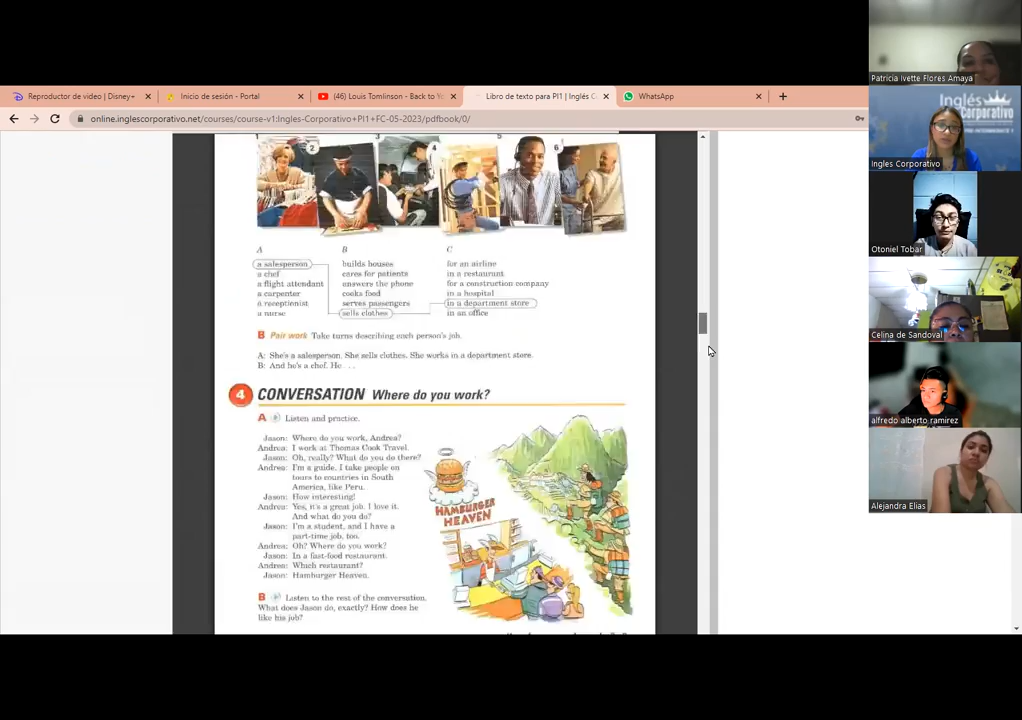 Reproductor de video | Disney+
Inicio de sesión - Portal
(46) Louis Tomlinson - Back to Yo
Libro de texto para PI1 | Inglés C
WhatsApp
online.inglescorporativo.net/courses/course-v1:Ingles-Corporativo+PI1+FC-05-2023/pdfbook/0/
2 3 4 5 6
A B C
a salesperson builds houses for an airline
a chef cares for patients in a restaurant
a flight attendant answers the phone for a construction company
a carpenter cooks food in a hospital
a receptionist serves passengers in a department store
a nurse sells clothes in an office
B Pair work Take turns describing each person's job.
A: She's a salesperson. She sells clothes. She works in a department store.
B: And he's a chef. He . . .
4 CONVERSATION Where do you work?
A Listen and practice.
Jason: Where do you work, Andrea?
Andrea: I work at Thomas Cook Travel.
Jason: Oh, really? What do you do there?
Andrea: I'm a guide. I take people on
tours to countries in South
America, like Peru.
Jason: How interesting!
Andrea: Yes, it's a great job. I love it.
And what do you do?
Jason: I'm a student, and I have a
part-time job, too.
Andrea: Oh? Where do you work?
Jason: In a fast-food restaurant.
Andrea: Which restaurant?
Jason: Hamburger Heaven.
HAMBURGER
HEAVEN
B Listen to the rest of the conversation.
What does Jason do, exactly? How does he
like his job?
Patricia Ivette Flores Amaya
Inglés
Corporativo
Ingles Corporativo
Otoniel Tobar
Celina de Sandoval
alfredo alberto ramirez
Alejandra Elias